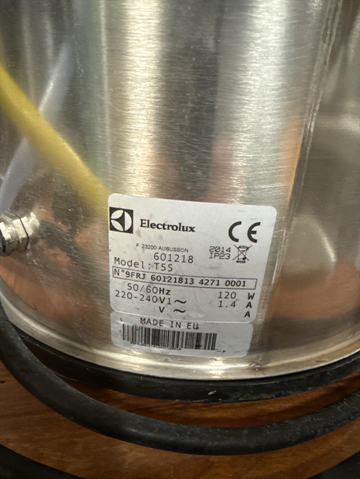 Electrolux
CE
F 23200 AUBUSSON
2014
601218
IP23
Model: T5S
N°9FRJ 60121813 4271 0001
50/60Hz 120 W
220-240V1~ 1.4 A
V ~ A
MADE IN EU